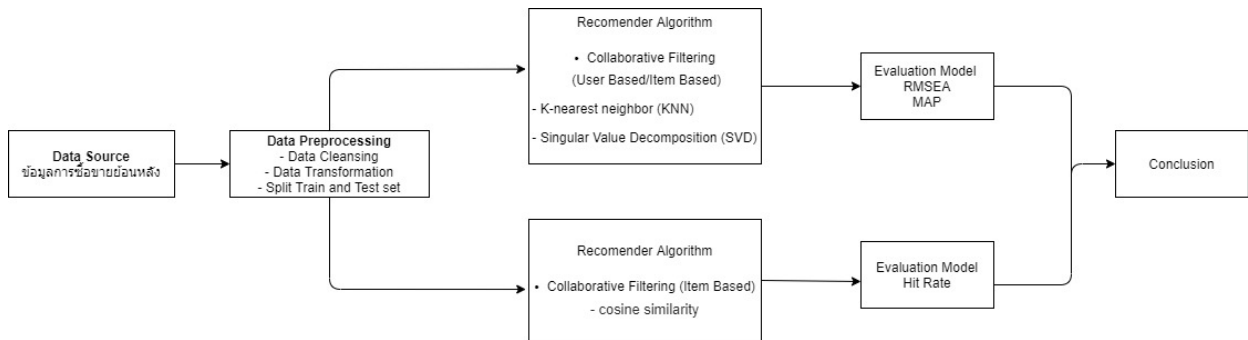 Data Source
ข้อมูลการซื้อขายย้อนหลัง
Data Preprocessing
- Data Cleansing
- Data Transformation
- Split Train and Test set
Recomender Algorithm
• Collaborative Filtering
(User Based/Item Based)
- K-nearest neighbor (KNN)
- Singular Value Decomposition (SVD)
Evaluation Model
RMSEA
MAP
Recomender Algorithm
• Collaborative Filtering (Item Based)
- cosine similarity
Evaluation Model
Hit Rate
Conclusion